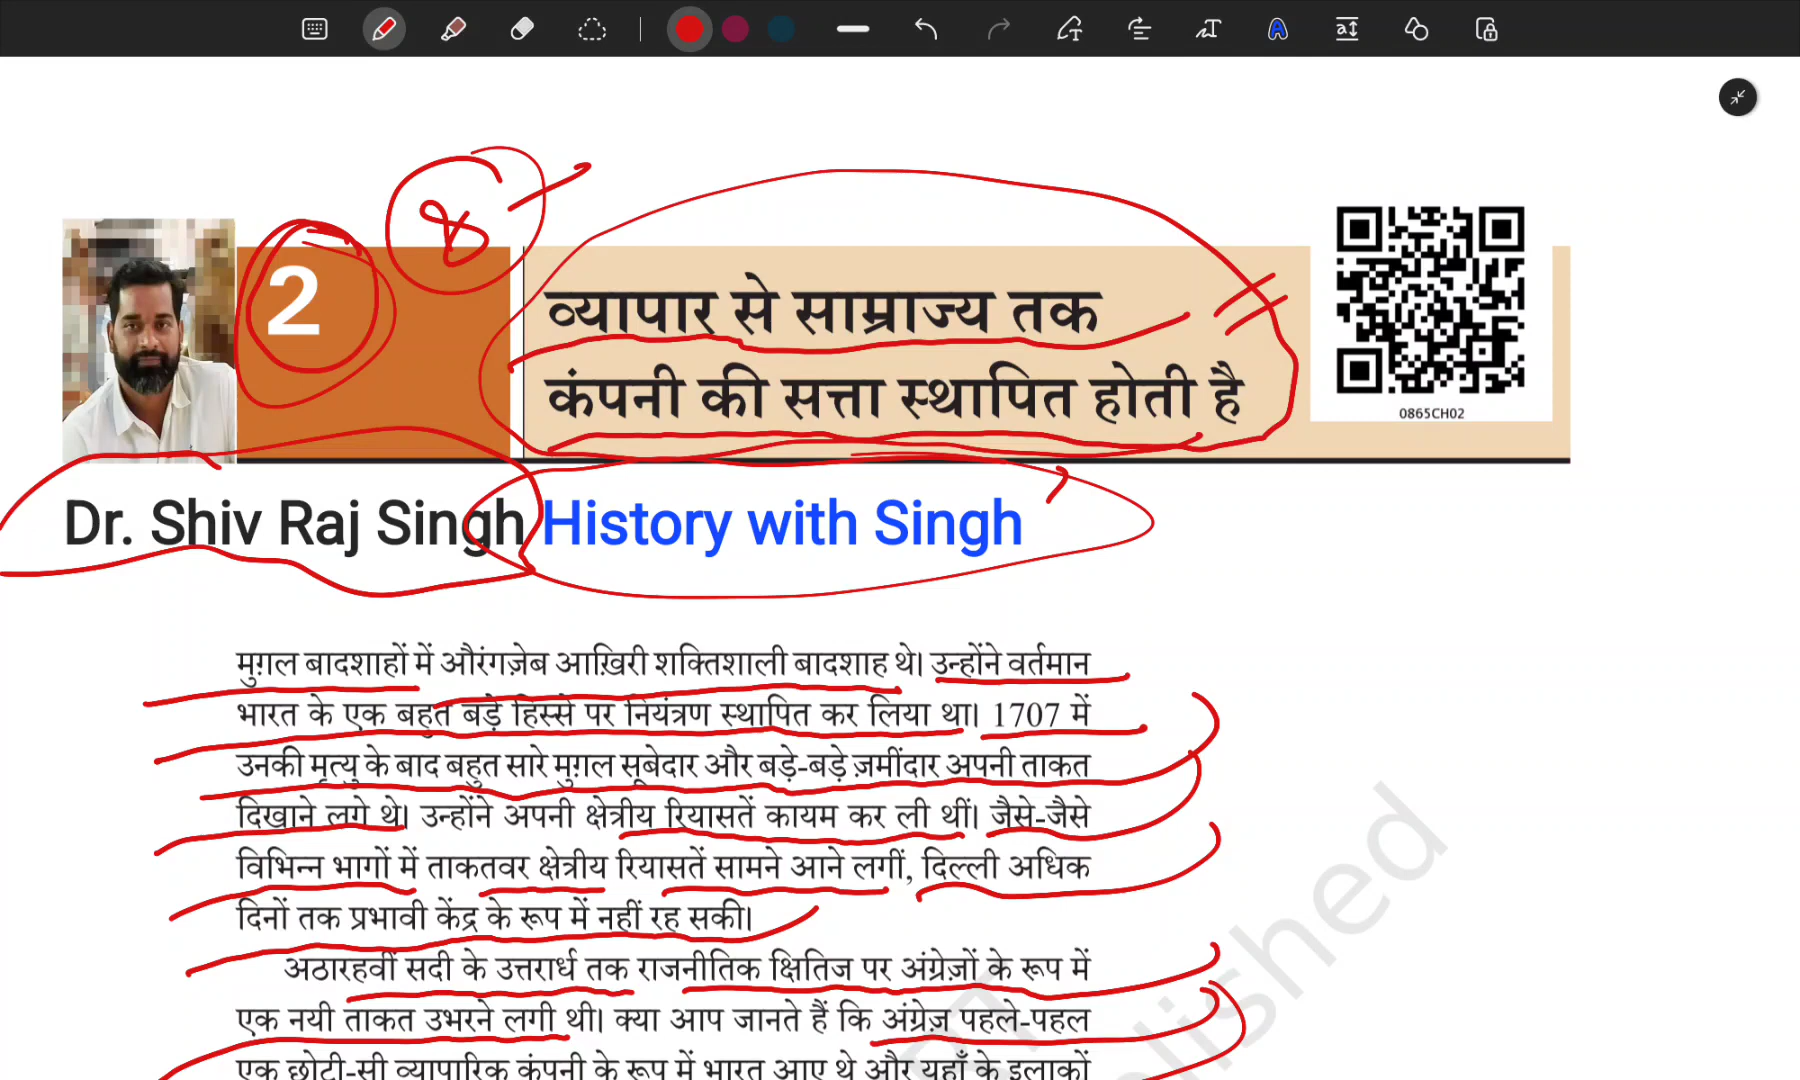 8
2
व्यापार से साम्राज्य तक
कंपनी की सत्ता स्थापित होती है
0865CH02
Dr. Shiv Raj Singh History with Singh
मुग़ल बादशाहों में औरंगज़ेब आख़िरी शक्तिशाली बादशाह थे। उन्होंने वर्तमान
भारत के एक बहुत बड़े हिस्से पर नियंत्रण स्थापित कर लिया था। 1707 में
उनकी मृत्यु के बाद बहुत सारे मुग़ल सूबेदार और बड़े-बड़े ज़मींदार अपनी ताकत
दिखाने लगे थे। उन्होंने अपनी क्षेत्रीय रियासतें कायम कर ली थीं। जैसे-जैसे
विभिन्न भागों में ताकतवर क्षेत्रीय रियासतें सामने आने लगीं, दिल्ली अधिक
दिनों तक प्रभावी केंद्र के रूप में नहीं रह सकी।
अठारहवीं सदी के उत्तरार्ध तक राजनीतिक क्षितिज पर अंग्रेज़ों के रूप में
एक नयी ताकत उभरने लगी थी। क्या आप जानते हैं कि अंग्रेज़ पहले-पहल
एक छोटी-सी व्यापारिक कंपनी के रूप में भारत आए थे और यहाँ के इलाकों